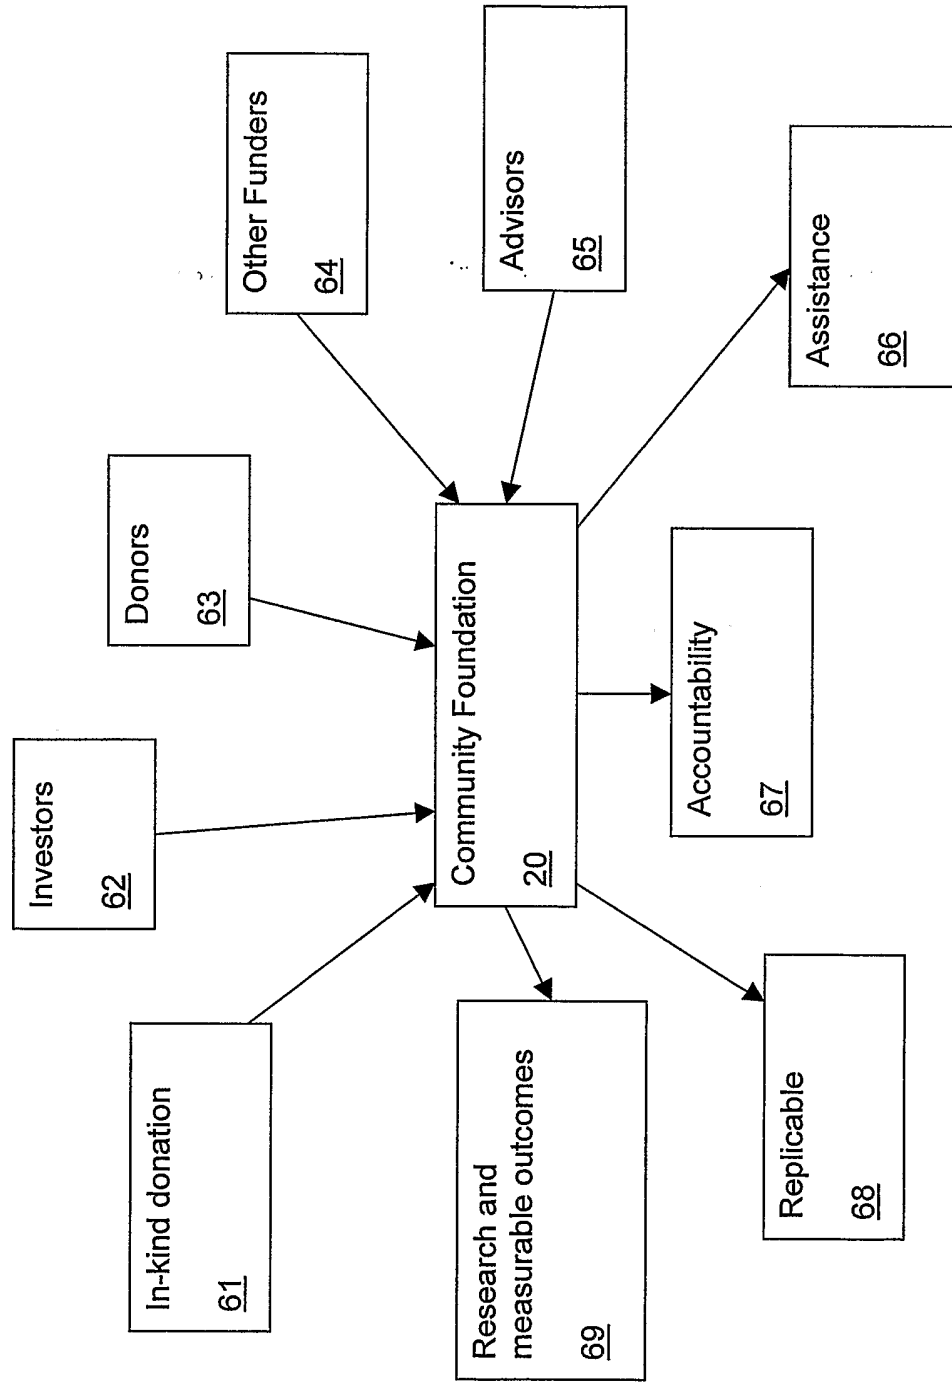 Investors
62
Donors
63
In-kind donation
61
Other Funders
64
Community Foundation
20
Research and
measurable outcomes
69
Advisors
65
Accountability
67
Replicable
68
Assistance
66